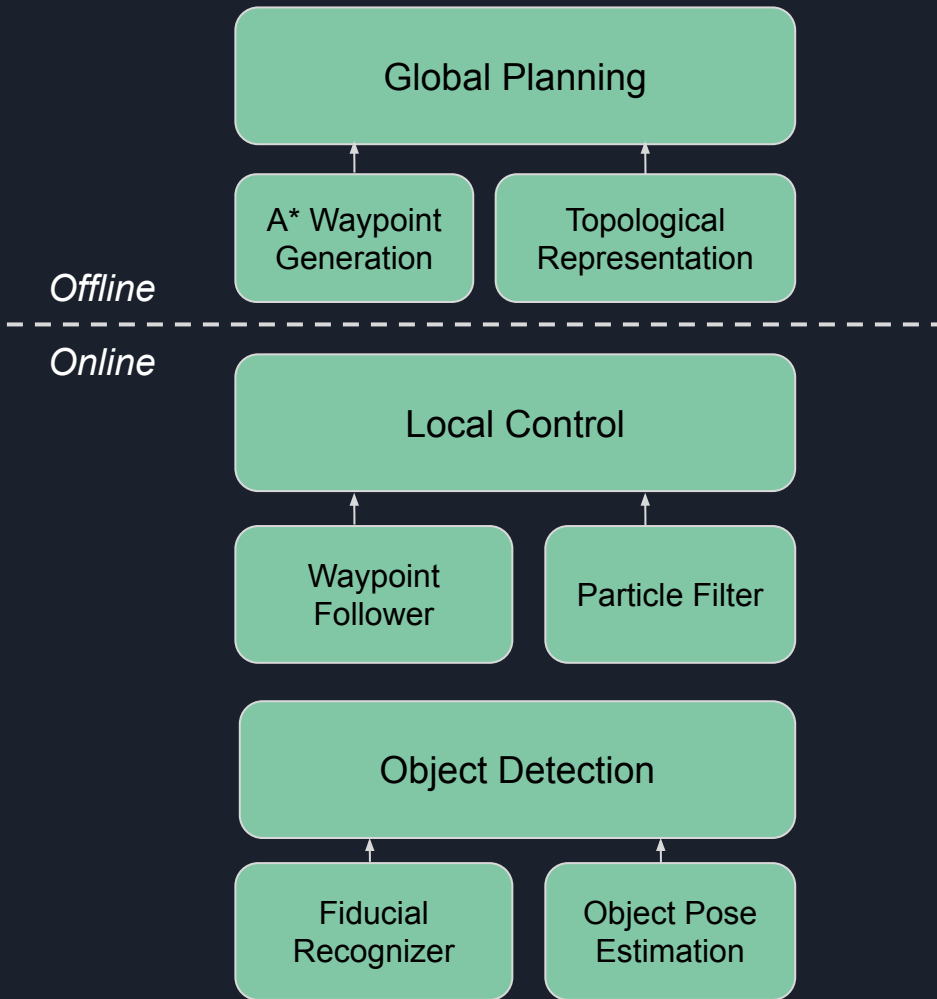 Global Planning
A* Waypoint
Generation
Topological
Representation
Offline
Online
Local Control
Waypoint
Follower
Particle Filter
Object Detection
Fiducial
Recognizer
Object Pose
Estimation